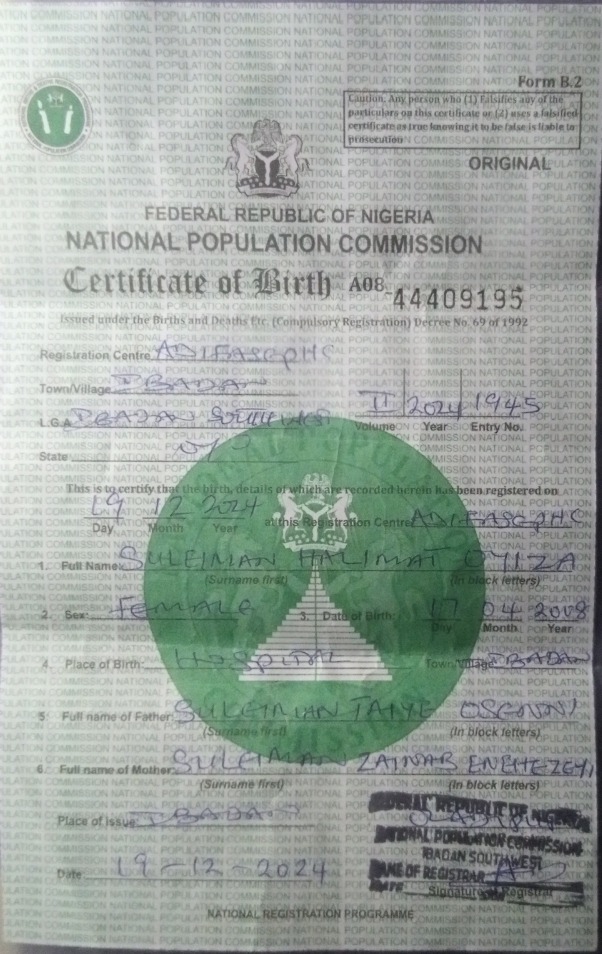 Form B.2
Caution: Any person who (1) Falsifies any of the
particulars on this certificate or (2) uses a falsified
certificate as true knowing it to be false is liable to
prosecution
ORIGINAL
FEDERAL REPUBLIC OF NIGERIA
NATIONAL POPULATION COMMISSION
Certificate of Birth A08-44409195
Issued under the Births and Deaths Etc. (Compulsory Registration) Decree No. 69 of 1992
Registration Centre ADIFASEPHC
Town/Village IBADAN
II 2024 1945
L.G.A IBADAN SOUTHWEST
Volume Year Entry No.
State OYO
This is to certify that the birth, details of which are recorded herein has been registered on
19 12 2024 at this Registration Centre ADIFASEPHC
Day Month Year
1. Full Name: SULEIMAN HALIMAT OYIZA
(Surname first) (In block letters)
2. Sex: FEMALE 3. Date of Birth: 17 04 2008
Day Month Year
4. Place of Birth: HOSPITAL Town/Village IBADAN
5. Full name of Father SULEIMAN TAIYE
(Surname first) (In block letters)
6. Full name of Mother SULEIMAN ZAINAB ENEHEZEYI
(Surname first) (In block letters)
Place of issue: IBADAN
FEDERAL REPUBLIC OF NIGERIA
NATIONAL POPULATION COMMISSION
IBADAN SOUTHWEST
NAME OF REGISTRAR
DATE
Date: 19-12-2024
Signature of Registrar
NATIONAL REGISTRATION PROGRAMME